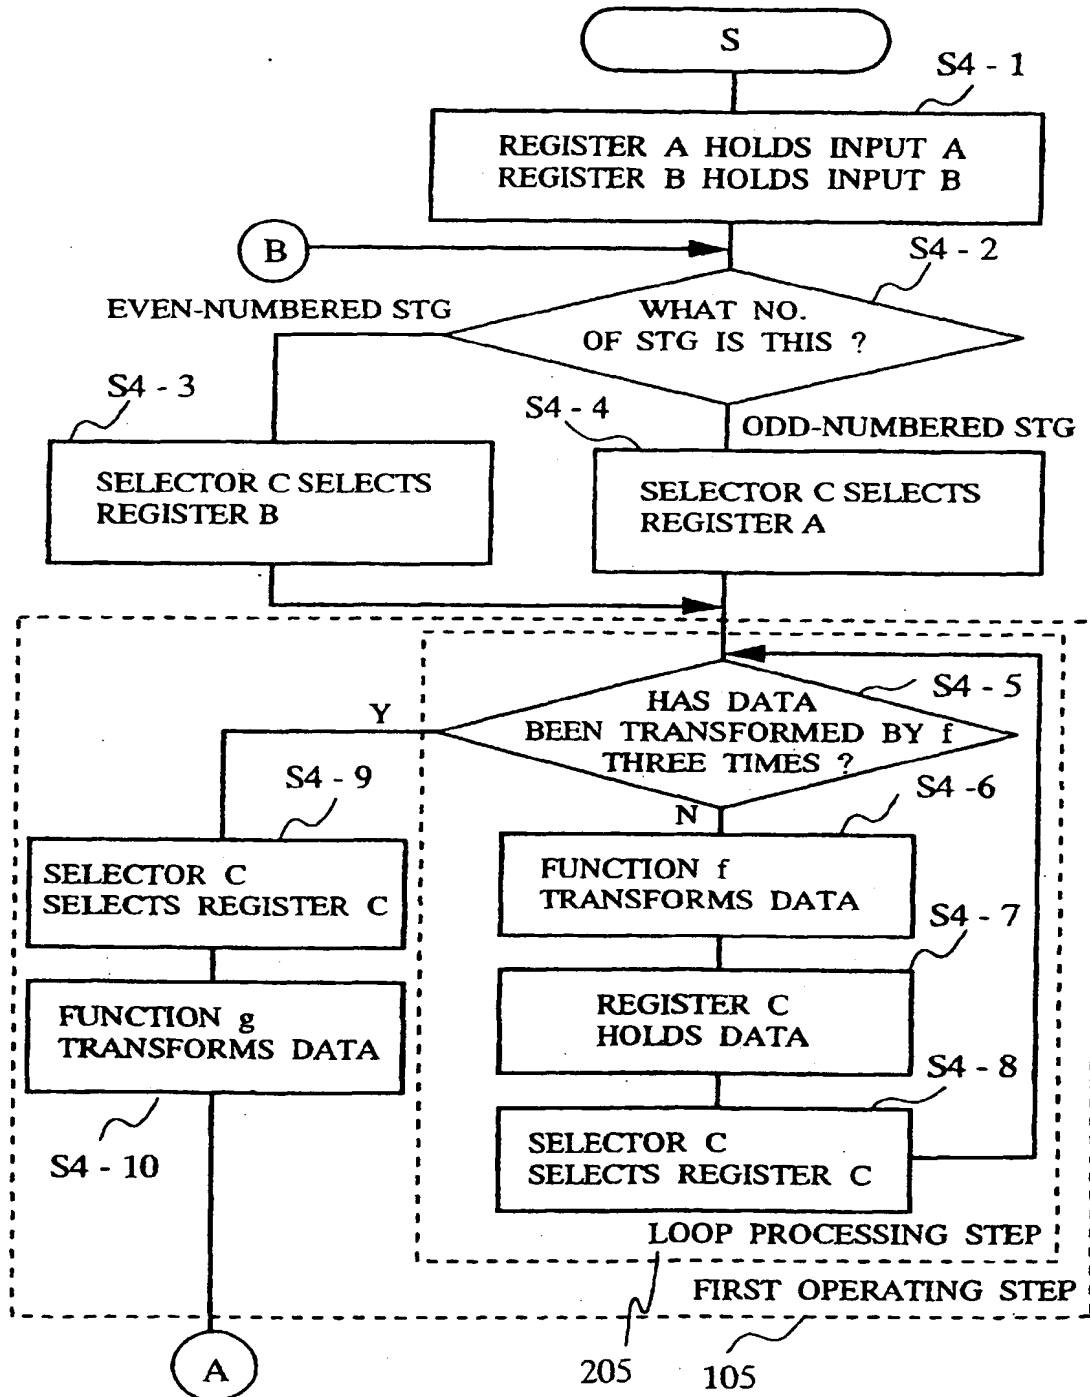 S
S4 - 1
REGISTER A HOLDS INPUT A
REGISTER B HOLDS INPUT B
B
S4 - 2
EVEN-NUMBERED STG
WHAT NO.
OF STG IS THIS ?
S4 - 3
S4 - 4
ODD-NUMBERED STG
SELECTOR C SELECTS
REGISTER B
SELECTOR C SELECTS
REGISTER A
S4 - 5
Y
HAS DATA
BEEN TRANSFORMED BY f
THREE TIMES ?
S4 - 9
N
S4 -6
SELECTOR C
SELECTS REGISTER C
FUNCTION f
TRANSFORMS DATA
S4 - 7
FUNCTION g
TRANSFORMS DATA
REGISTER C
HOLDS DATA
S4 - 8
S4 - 10
SELECTOR C
SELECTS REGISTER C
LOOP PROCESSING STEP
FIRST OPERATING STEP
A
205
105